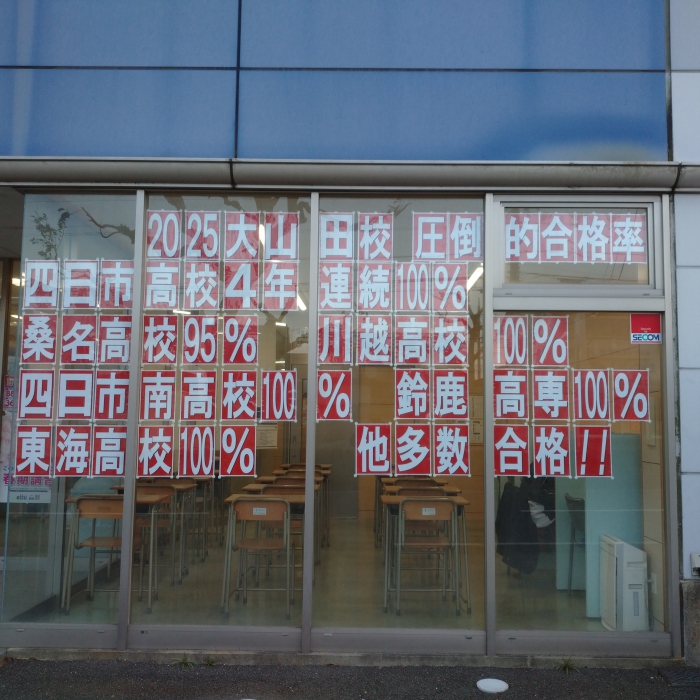 2025大山田校 圧倒的合格率
四日市高校4年連続100%
桑名高校95% 川越高校100%
四日市南高校100% 鈴鹿高専100%
東海高校100% 他多数合格!!
SECOM